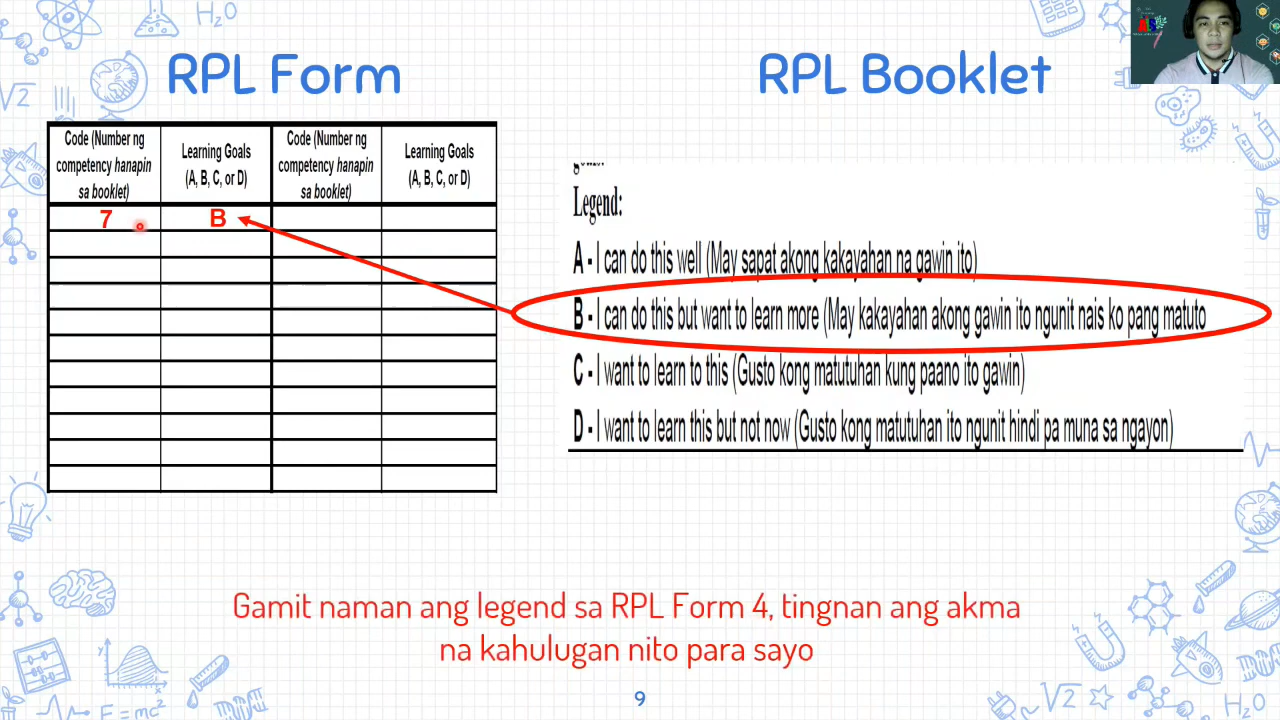 RPL Form
RPL Booklet
Code (Number ng
competency hanapin
sa booklet)
Learning Goals
(A, B, C, or D)
Code (Number ng
competency hanapin
sa booklet)
Learning Goals
(A, B, C, or D)
7
B
Legend:
A - I can do this well (May sapat akong kakayahan na gawin ito)
B - I can do this but want to learn more (May kakayahan akong gawin ito ngunit nais ko pang matuto
C - I want to learn to this (Gusto kong matutuhan kung paano ito gawin)
D - I want to learn this but not now (Gusto kong matutuhan ito ngunit hindi pa muna sa ngayon)
Gamit naman ang legend sa RPL Form 4, tingnan ang akma
na kahulugan nito para sayo
9
H₂O
√2
E=mc²
√2
H₂O
y
x